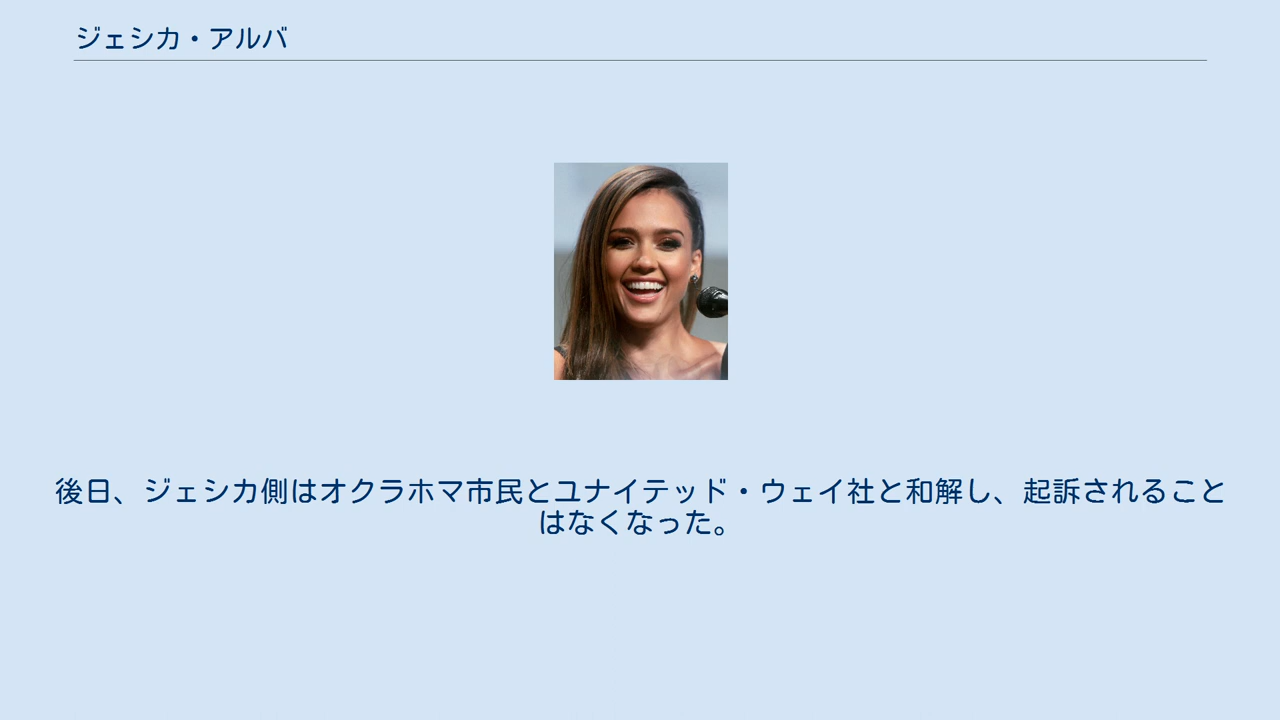 ジェシカ・アルバ
後日、ジェシカ側はオクラホマ市民とユナイテッド・ウェイ社と和解し、起訴されること
はなくなった。